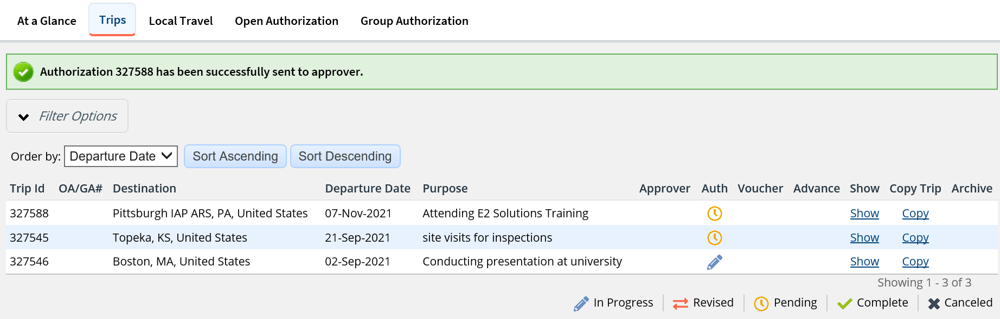 At a Glance Trips Local Travel Open Authorization Group Authorization
Authorization 327588 has been successfully sent to approver.
Filter Options
Order by: Departure Date Sort Ascending Sort Descending
Trip Id OA/GA# Destination Departure Date Purpose Approver Auth Voucher Advance Show Copy Trip Archive
327588 Pittsburgh IAP ARS, PA, United States 07-Nov-2021 Attending E2 Solutions Training Show Copy
327545 Topeka, KS, United States 21-Sep-2021 site visits for inspections Show Copy
327546 Boston, MA, United States 02-Sep-2021 Conducting presentation at university Show Copy
Showing 1 - 3 of 3
In Progress Revised Pending Complete Canceled